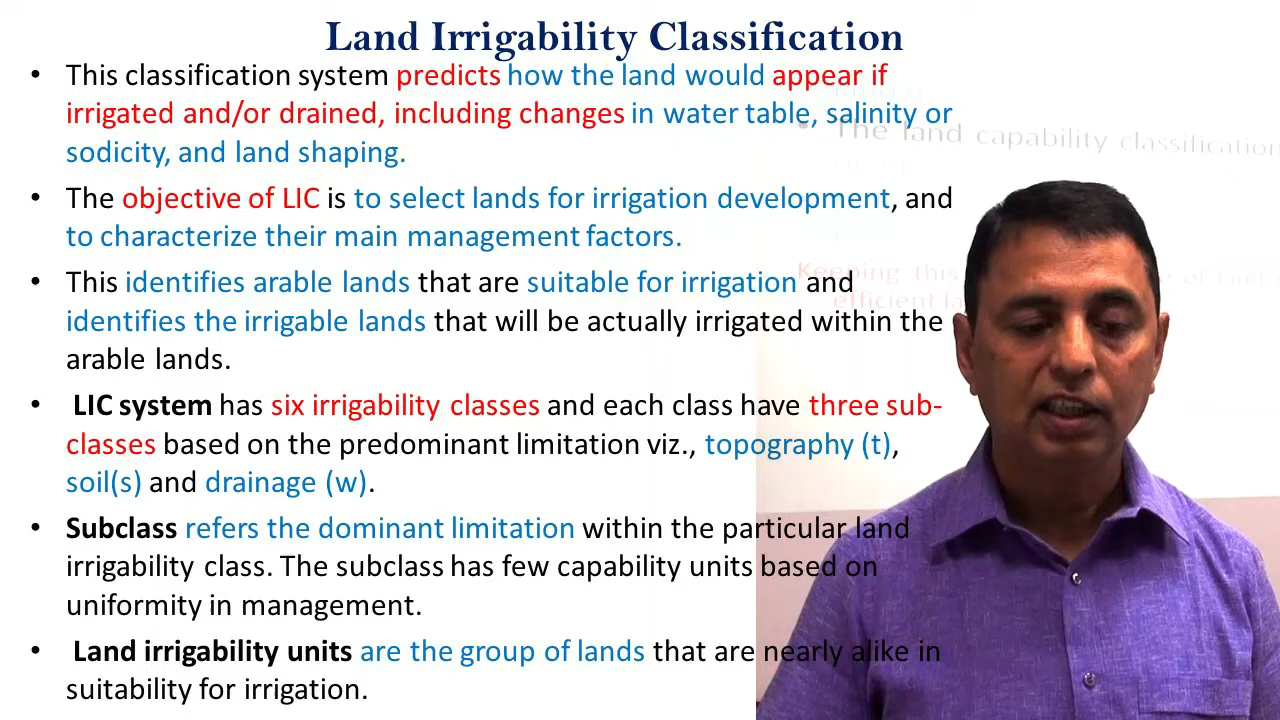 Land Irrigability Classification
• This classification system predicts how the land would appear if
irrigated and/or drained, including changes in water table, salinity or
sodicity, and land shaping.
• The objective of LIC is to select lands for irrigation development, and
to characterize their main management factors.
• This identifies arable lands that are suitable for irrigation and
identifies the irrigable lands that will be actually irrigated within the
arable lands.
• LIC system has six irrigability classes and each class have three sub-
classes based on the predominant limitation viz., topography (t),
soil(s) and drainage (w).
• Subclass refers the dominant limitation within the particular land
irrigability class. The subclass has few capability units based on
uniformity in management.
• Land irrigability units are the group of lands that are nearly alike in
suitability for irrigation.
• The land capability classification
Keeping this of land
efficient